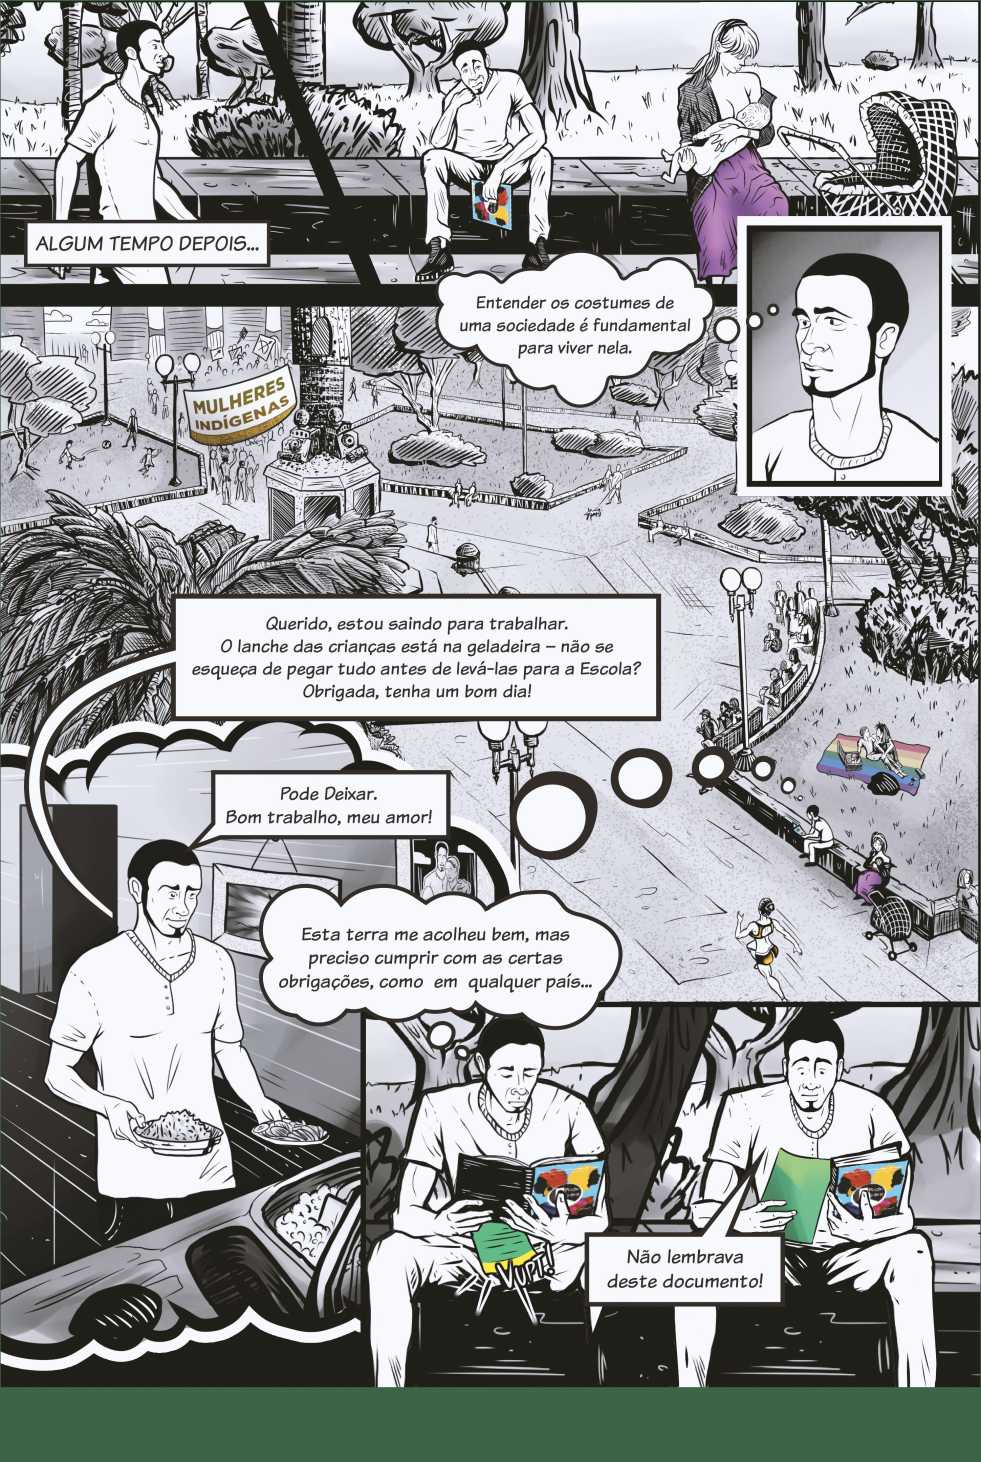 ALGUM TEMPO DEPOIS...
Entender os costumes de
uma sociedade é fundamental
para viver nela.
MULHERES
INDÍGENAS
Querido, estou saindo para trabalhar.
O lanche das crianças está na geladeira – não se
esqueça de pegar tudo antes de levá-las para a Escola?
Obrigada, tenha um bom dia!
Pode Deixar.
Bom trabalho, meu amor!
Esta terra me acolheu bem, mas
preciso cumprir com as certas
obrigações, como em qualquer país...
VUPT!
Não lembrava
deste documento!